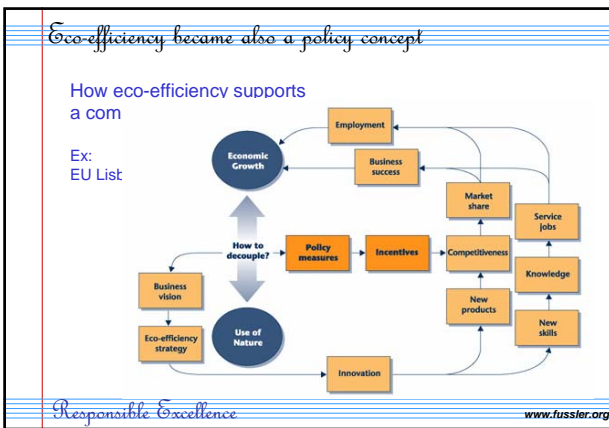 Eco-efficiency became also a policy concept
How eco-efficiency supports
a com
Ex:
EU Lisb
Employment
Economic
Growth
Business
success
Market
share
Service
jobs
How to
decouple?
Policy
measures
Incentives
Competitiveness
Knowledge
Business
vision
New
products
Use of
Nature
New
skills
Eco-efficiency
strategy
Innovation
Responsible Excellence
www.fussler.org